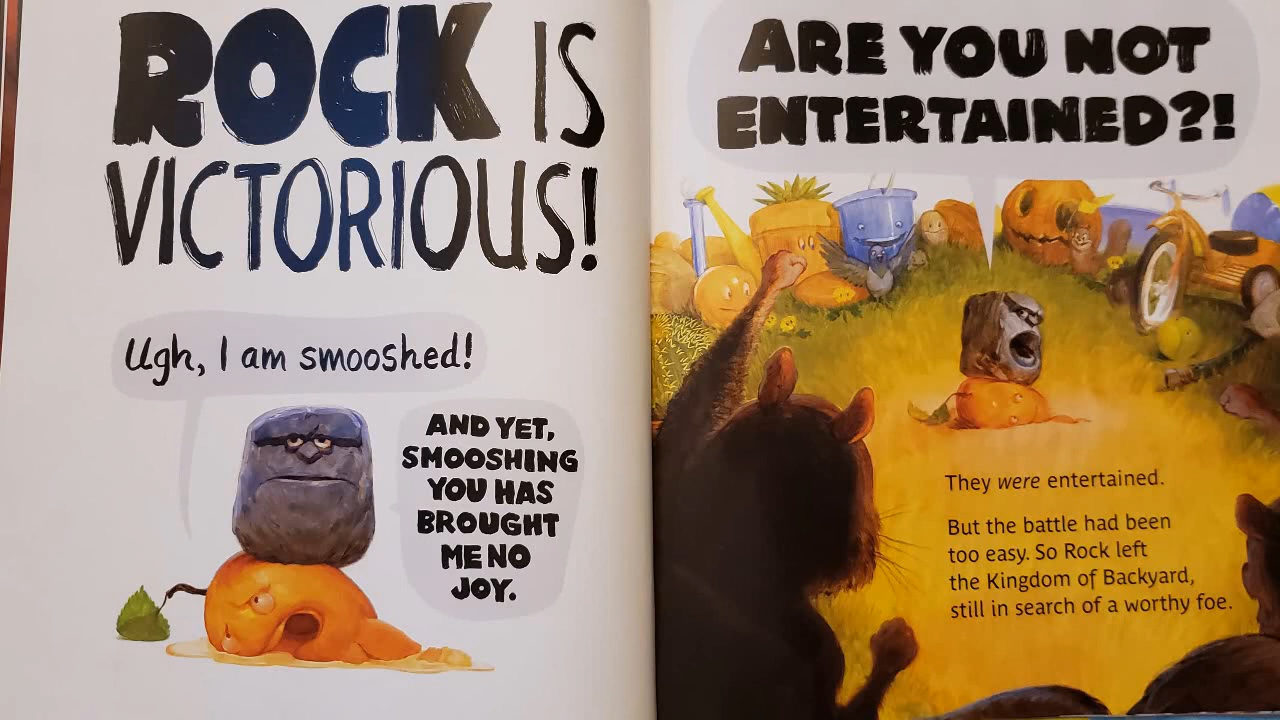 ROCK IS
VICTORIOUS!
Ugh, I am smooshed!
AND YET,
SMOOSHING
YOU HAS
BROUGHT
ME NO
JOY.
ARE YOU NOT
ENTERTAINED?!
They were entertained.
But the battle had been
too easy. So Rock left
the Kingdom of Backyard,
still in search of a worthy foe.